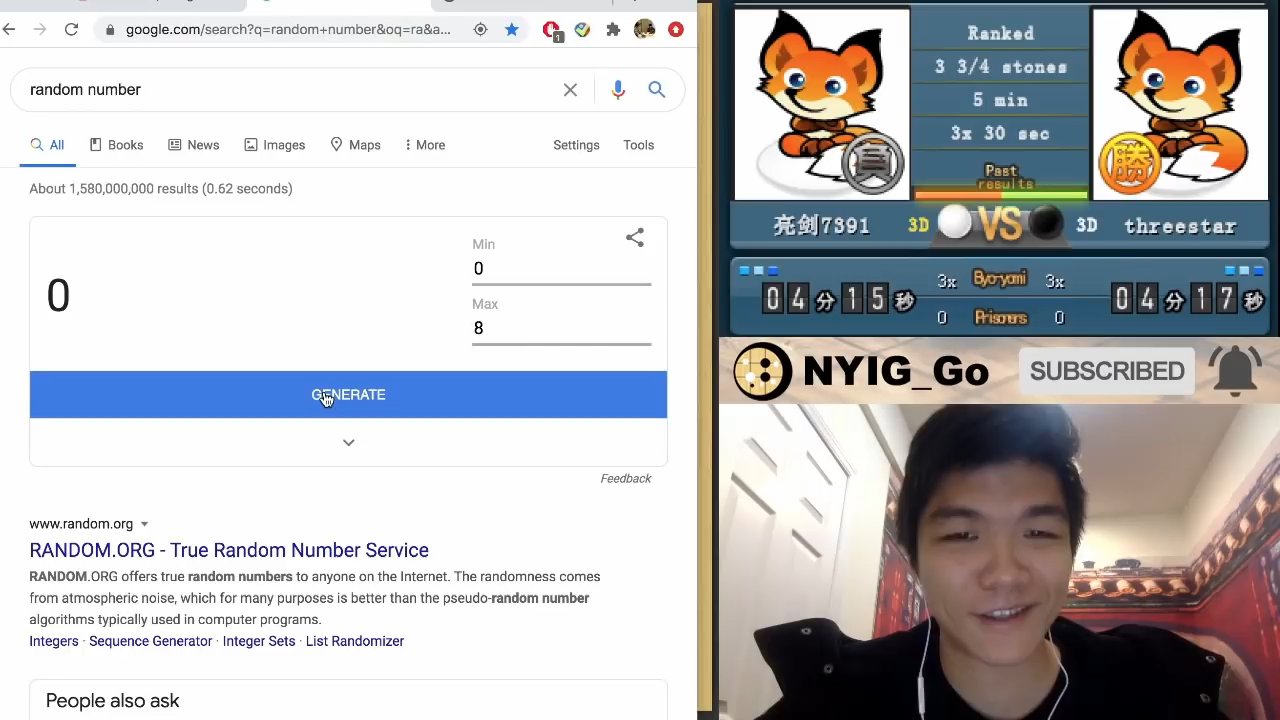 google.com/search?q=random+number&oq=ra&a...
1
random number
All
Books
News
Images
Maps
More
Settings
Tools
About 1,580,000,000 results (0.62 seconds)
0
Min
0
Max
8
GENERATE
Feedback
www.random.org
RANDOM.ORG - True Random Number Service
RANDOM.ORG offers true random numbers to anyone on the Internet. The randomness comes
from atmospheric noise, which for many purposes is better than the pseudo-random number
algorithms typically used in computer programs.
Integers · Sequence Generator · Integer Sets · List Randomizer
People also ask
Ranked
3 3/4 stones
5 min
3x 30 sec
負
勝
Past
results
亮剑7391 3D VS 3D threestar
04分15秒 3x Byo-yomi 3x 04分17秒
0 Prisoners 0
NYIG_Go SUBSCRIBED